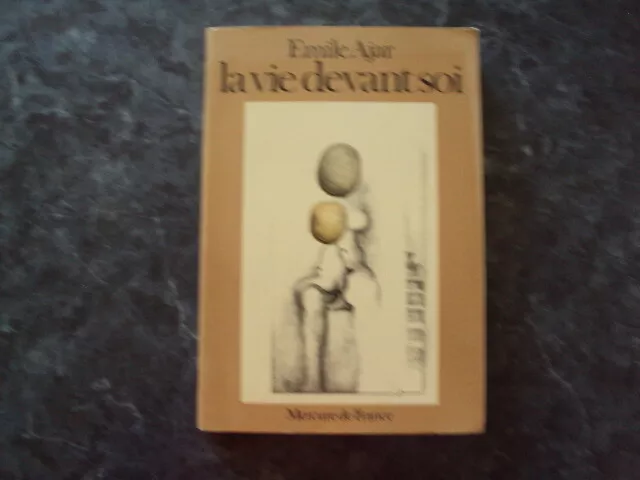 Emile Ajar
la vie devant soi
Mercure de France